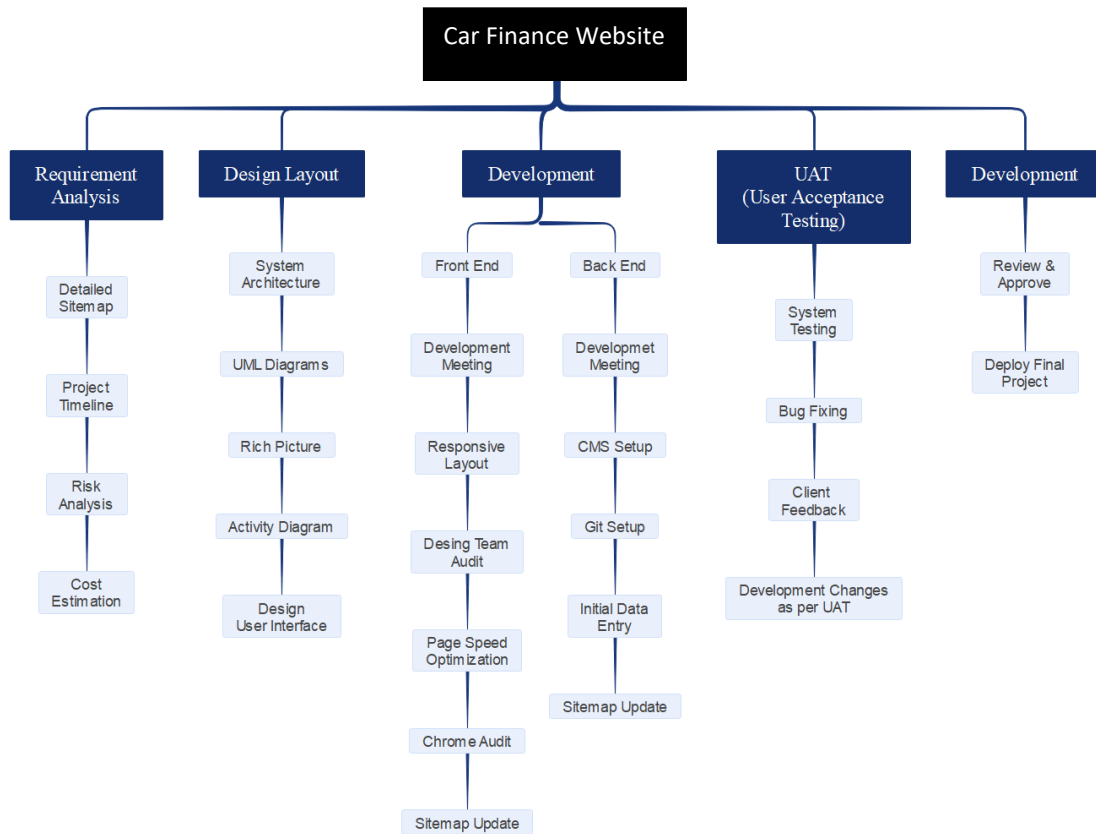 Car Finance Website
Requirement
Analysis
Detailed
Sitemap
Project
Timeline
Risk
Analysis
Cost
Estimation
Design Layout
System
Architecture
UML Diagrams
Rich Picture
Activity Diagram
Design
User Interface
Development
Front End
Development
Meeting
Responsive
Layout
Desing Team
Audit
Page Speed
Optimization
Chrome Audit
Sitemap Update
Back End
Developmet
Meeting
CMS Setup
Git Setup
Initial Data
Entry
Sitemap Update
UAT
(User Acceptance
Testing)
System
Testing
Bug Fixing
Client
Feedback
Development Changes
as per UAT
Development
Review &
Approve
Deploy Final
Project